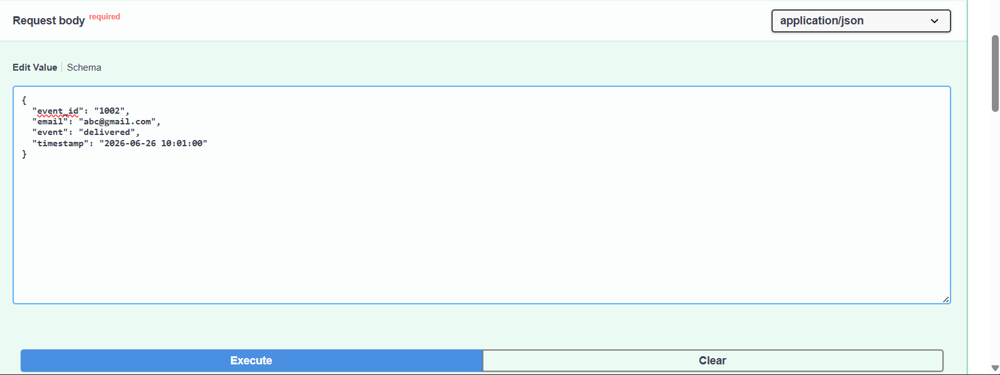 Request body required
application/json
Edit Value | Schema
{
  "event_id": "1002",
  "email": "abc@gmail.com",
  "event": "delivered",
  "timestamp": "2026-06-26 10:01:00"
}
Execute
Clear